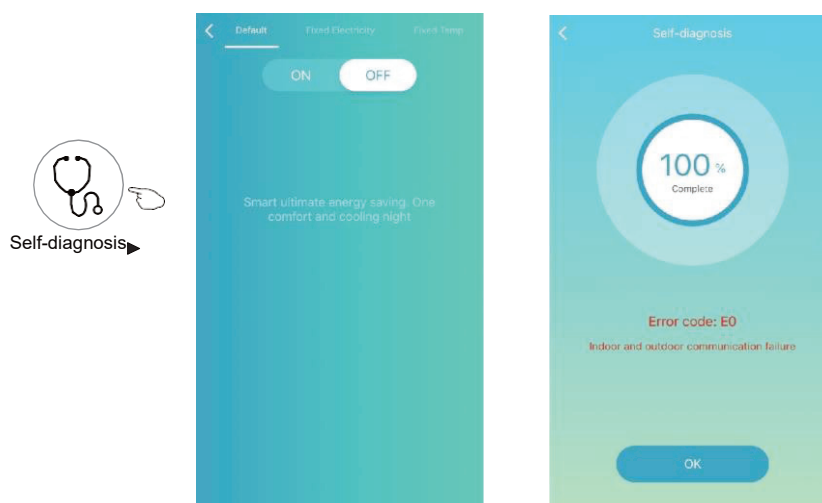 Self-diagnosis
Default Fixed Electricity Fixed Temp
ON OFF
Smart ultimate energy saving. One
comfort and cooling night
Self-diagnosis
100 %
Complete
Error code: E0
Indoor and outdoor communication failure
OK